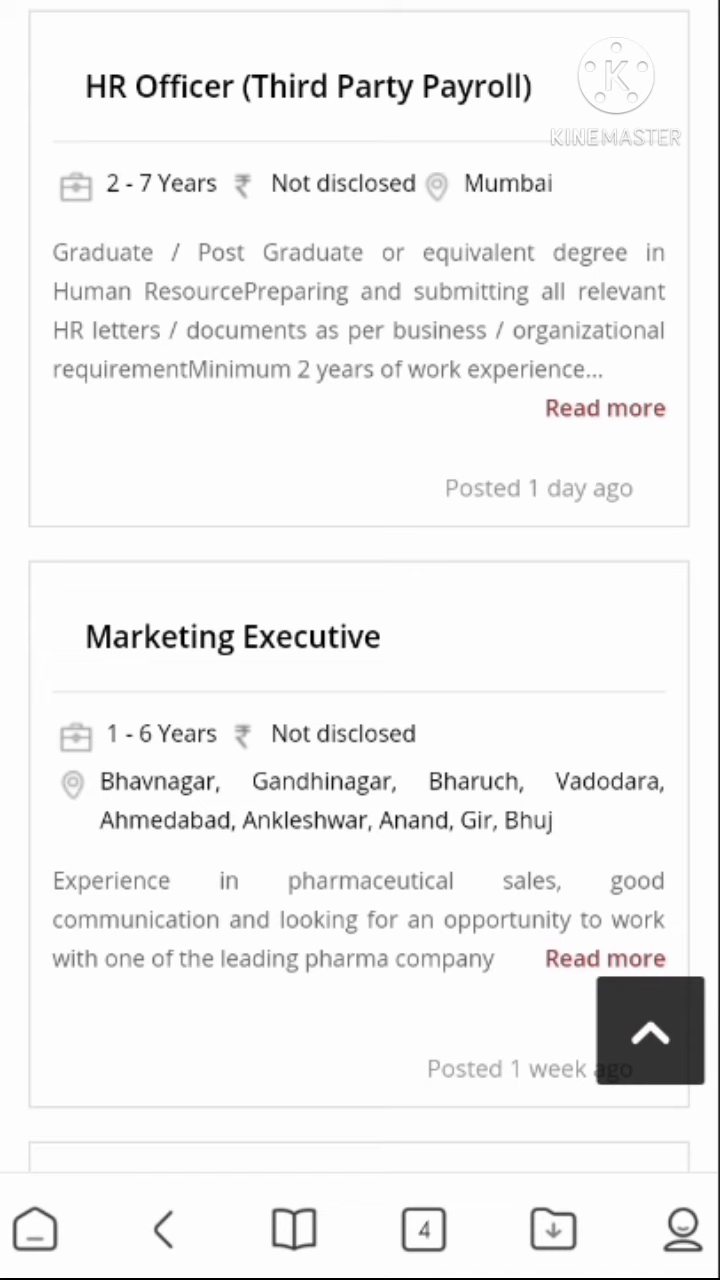 HR Officer (Third Party Payroll)
K
KINEMASTER
2 - 7 Years ₹ Not disclosed Mumbai
Graduate / Post Graduate or equivalent degree in
Human ResourcePreparing and submitting all relevant
HR letters / documents as per business / organizational
requirementMinimum 2 years of work experience...
Read more
Posted 1 day ago
Marketing Executive
1 - 6 Years ₹ Not disclosed
Bhavnagar, Gandhinagar, Bharuch, Vadodara,
Ahmedabad, Ankleshwar, Anand, Gir, Bhuj
Experience in pharmaceutical sales, good
communication and looking for an opportunity to work
with one of the leading pharma company Read more
Posted 1 week ago
4